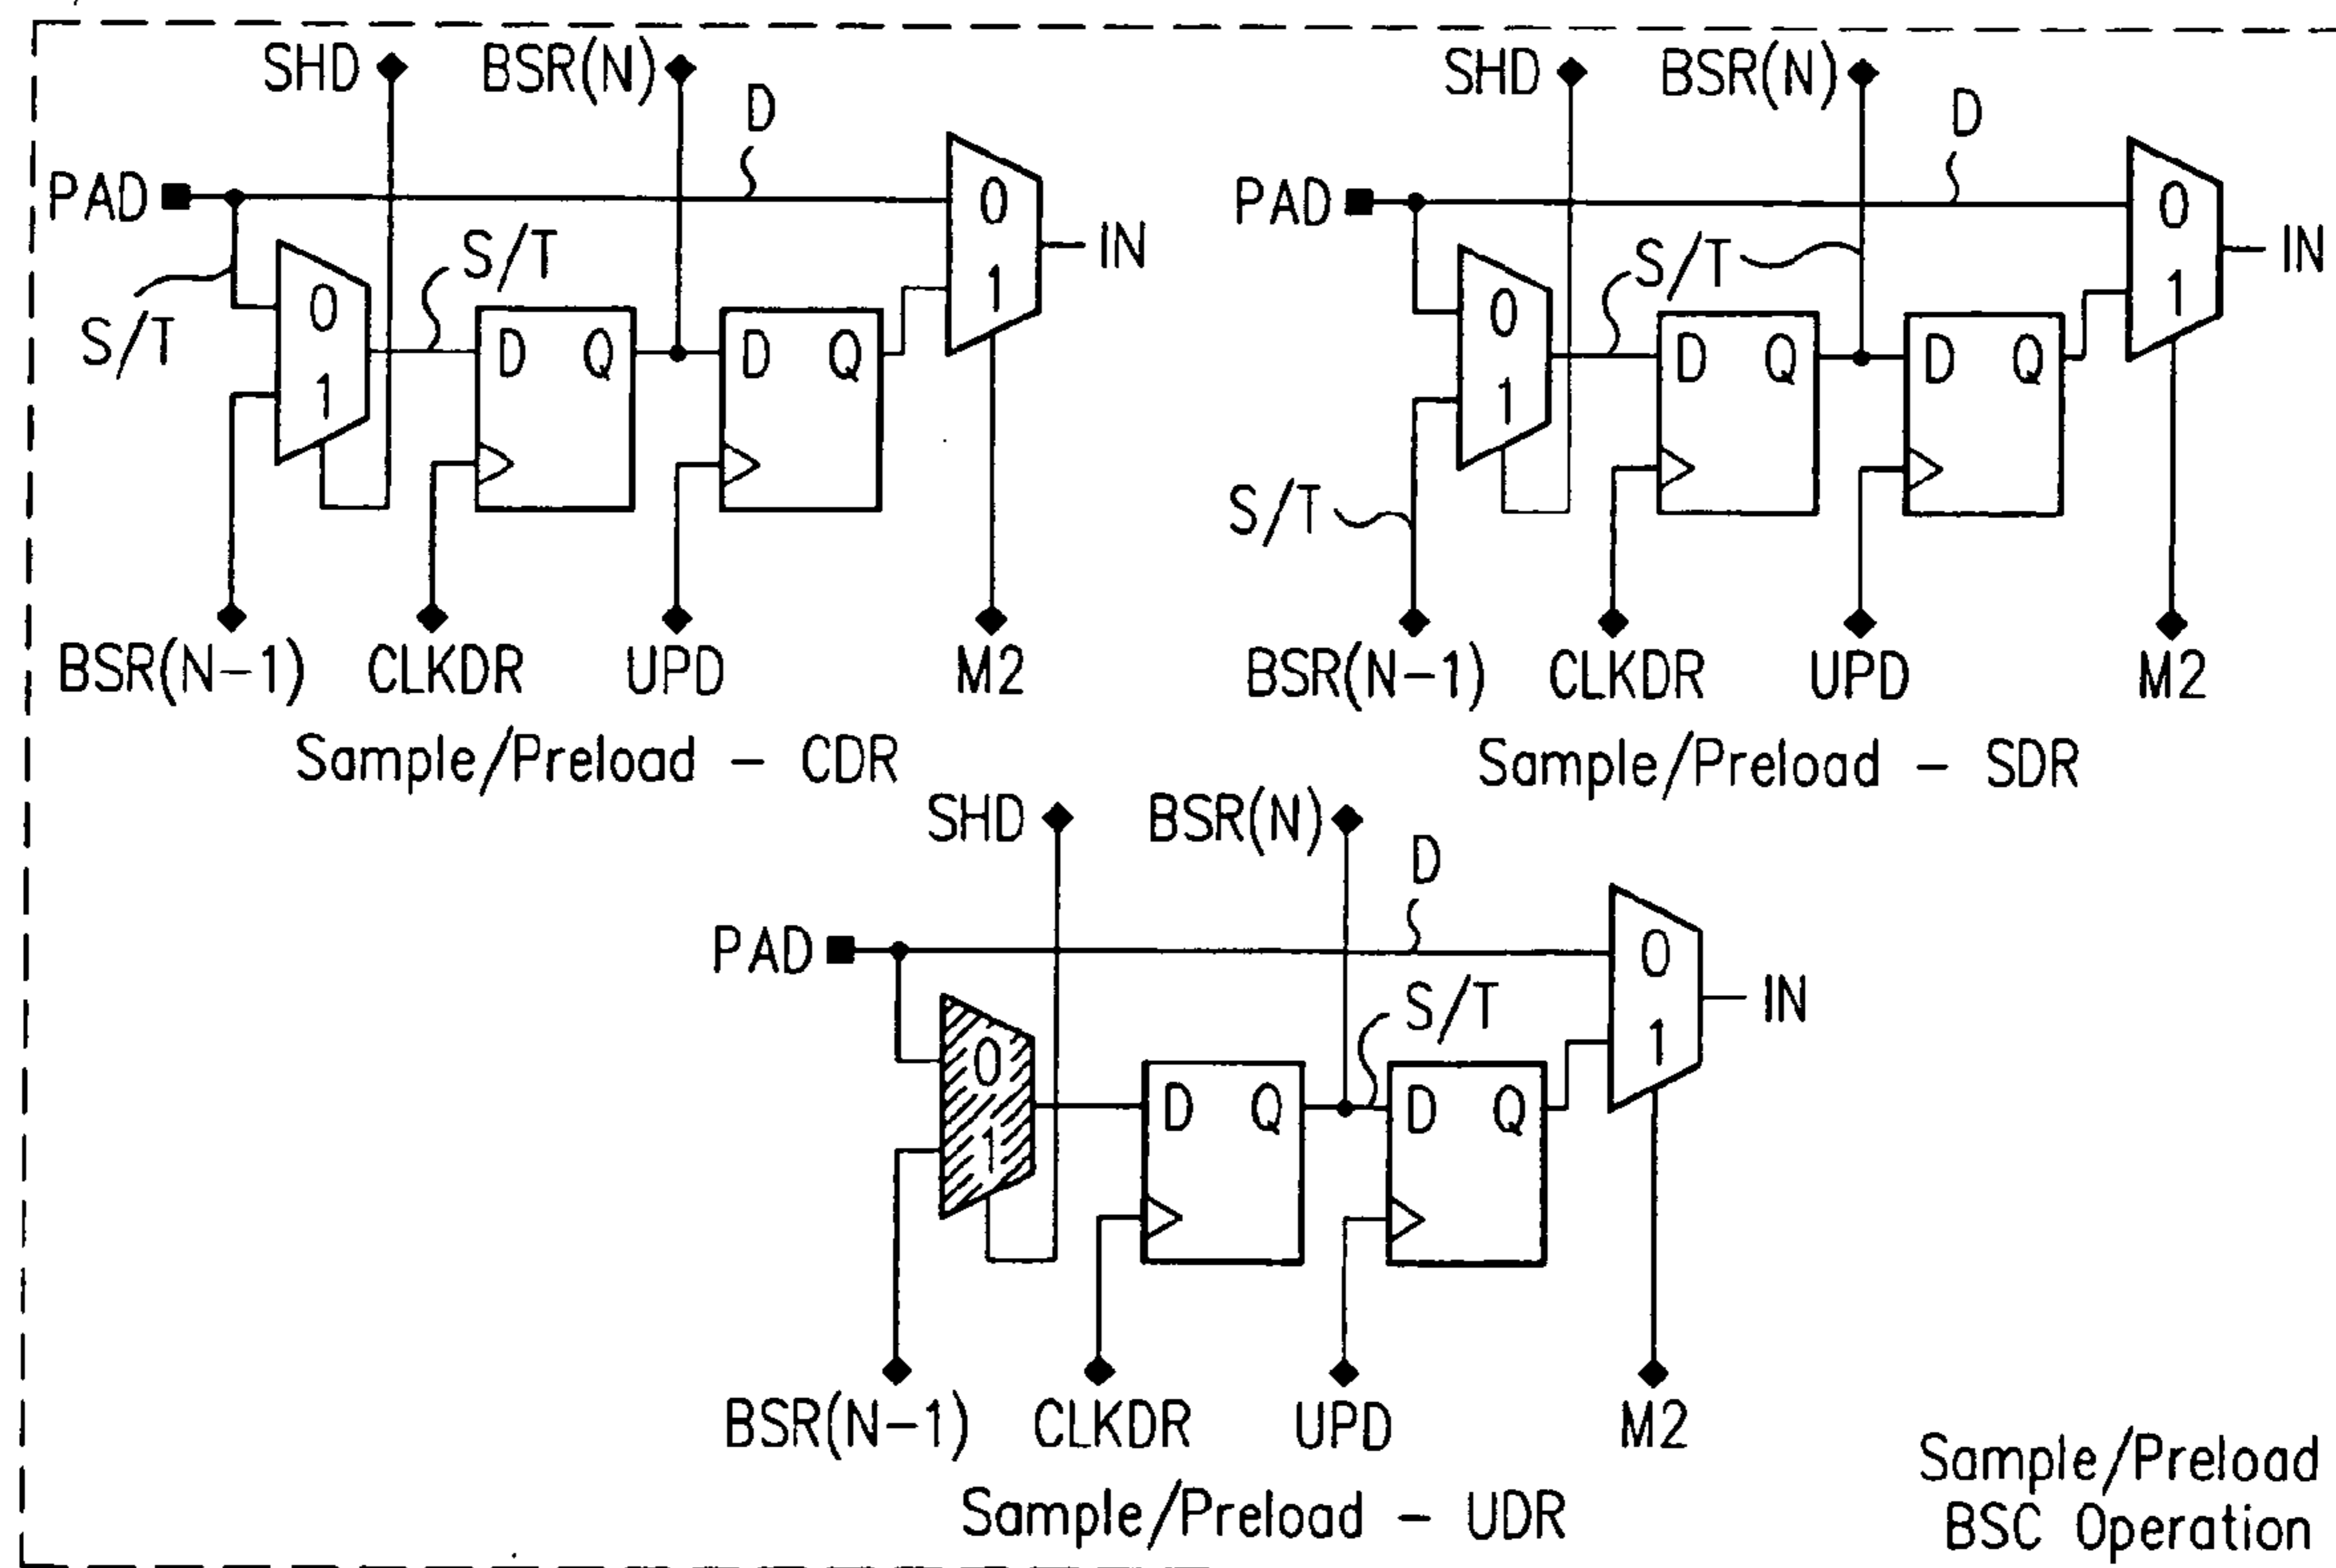 SHD
BSR(N)
D
PAD
0
1
IN
S/T
S/T
0
1
D Q
D Q
BSR(N-1)
CLKDR
UPD
M2
Sample/Preload - CDR
SHD
BSR(N)
D
PAD
0
1
IN
S/T
0
1
D Q
D Q
S/T
BSR(N-1)
CLKDR
UPD
M2
Sample/Preload - SDR
SHD
BSR(N)
D
PAD
0
1
IN
S/T
0
1
D Q
D Q
BSR(N-1)
CLKDR
UPD
M2
Sample/Preload - UDR
Sample/Preload
BSC Operation